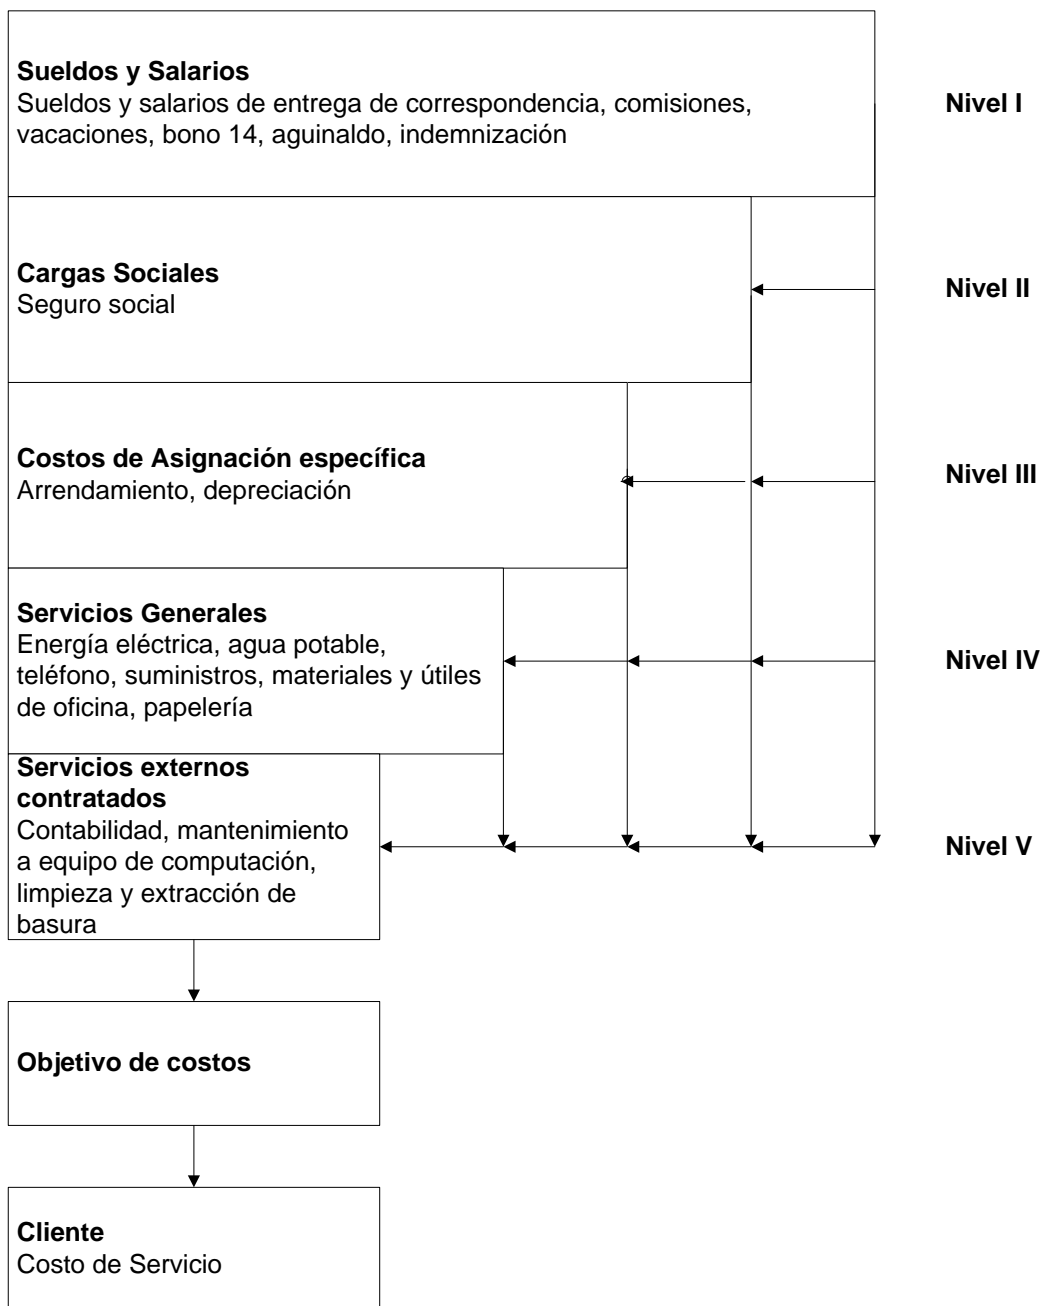 Sueldos y Salarios
Sueldos y salarios de entrega de correspondencia, comisiones,
vacaciones, bono 14, aguinaldo, indemnización
Nivel I
Cargas Sociales
Seguro social
Nivel II
Costos de Asignación específica
Arrendamiento, depreciación
Nivel III
Servicios Generales
Energía eléctrica, agua potable,
teléfono, suministros, materiales y útiles
de oficina, papelería
Nivel IV
Servicios externos
contratados
Contabilidad, mantenimiento
a equipo de computación,
limpieza y extracción de
basura
Nivel V
Objetivo de costos
Cliente
Costo de Servicio